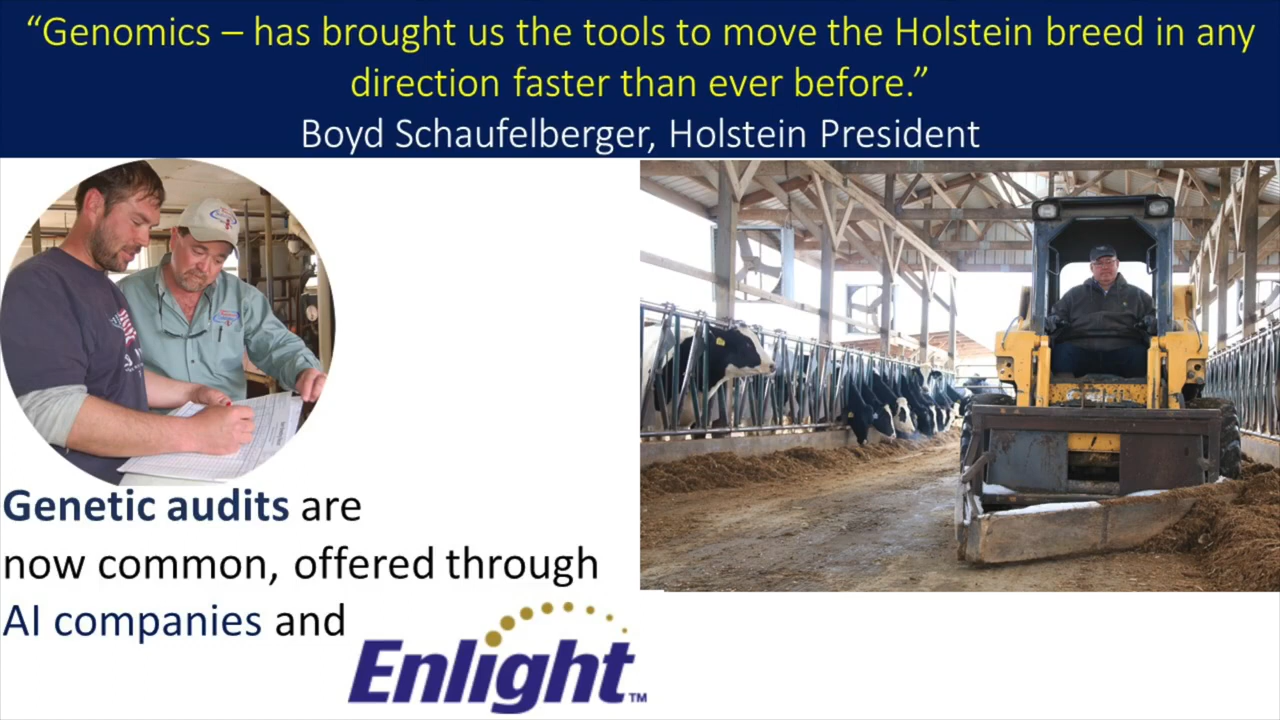 “Genomics – has brought us the tools to move the Holstein breed in any
direction faster than ever before.”
Boyd Schaufelberger, Holstein President
Genetic audits are
now common, offered through
AI companies and
Enlight™